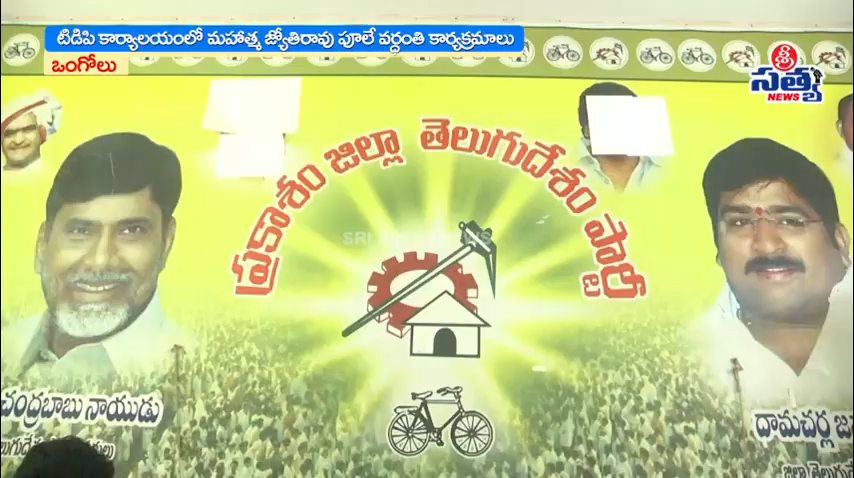 టిడిపి కార్యాలయంలో మహాత్మ జ్యోతిరావు పూలే వర్దంతి కార్యక్రమాలు
ఒంగోలు
శ్రీ
సత్య
NEWS
ప్రకాశం జిల్లా తెలుగుదేశం పార్టీ
చంద్రబాబు నాయుడు
దామచర్ల
జిల్లా